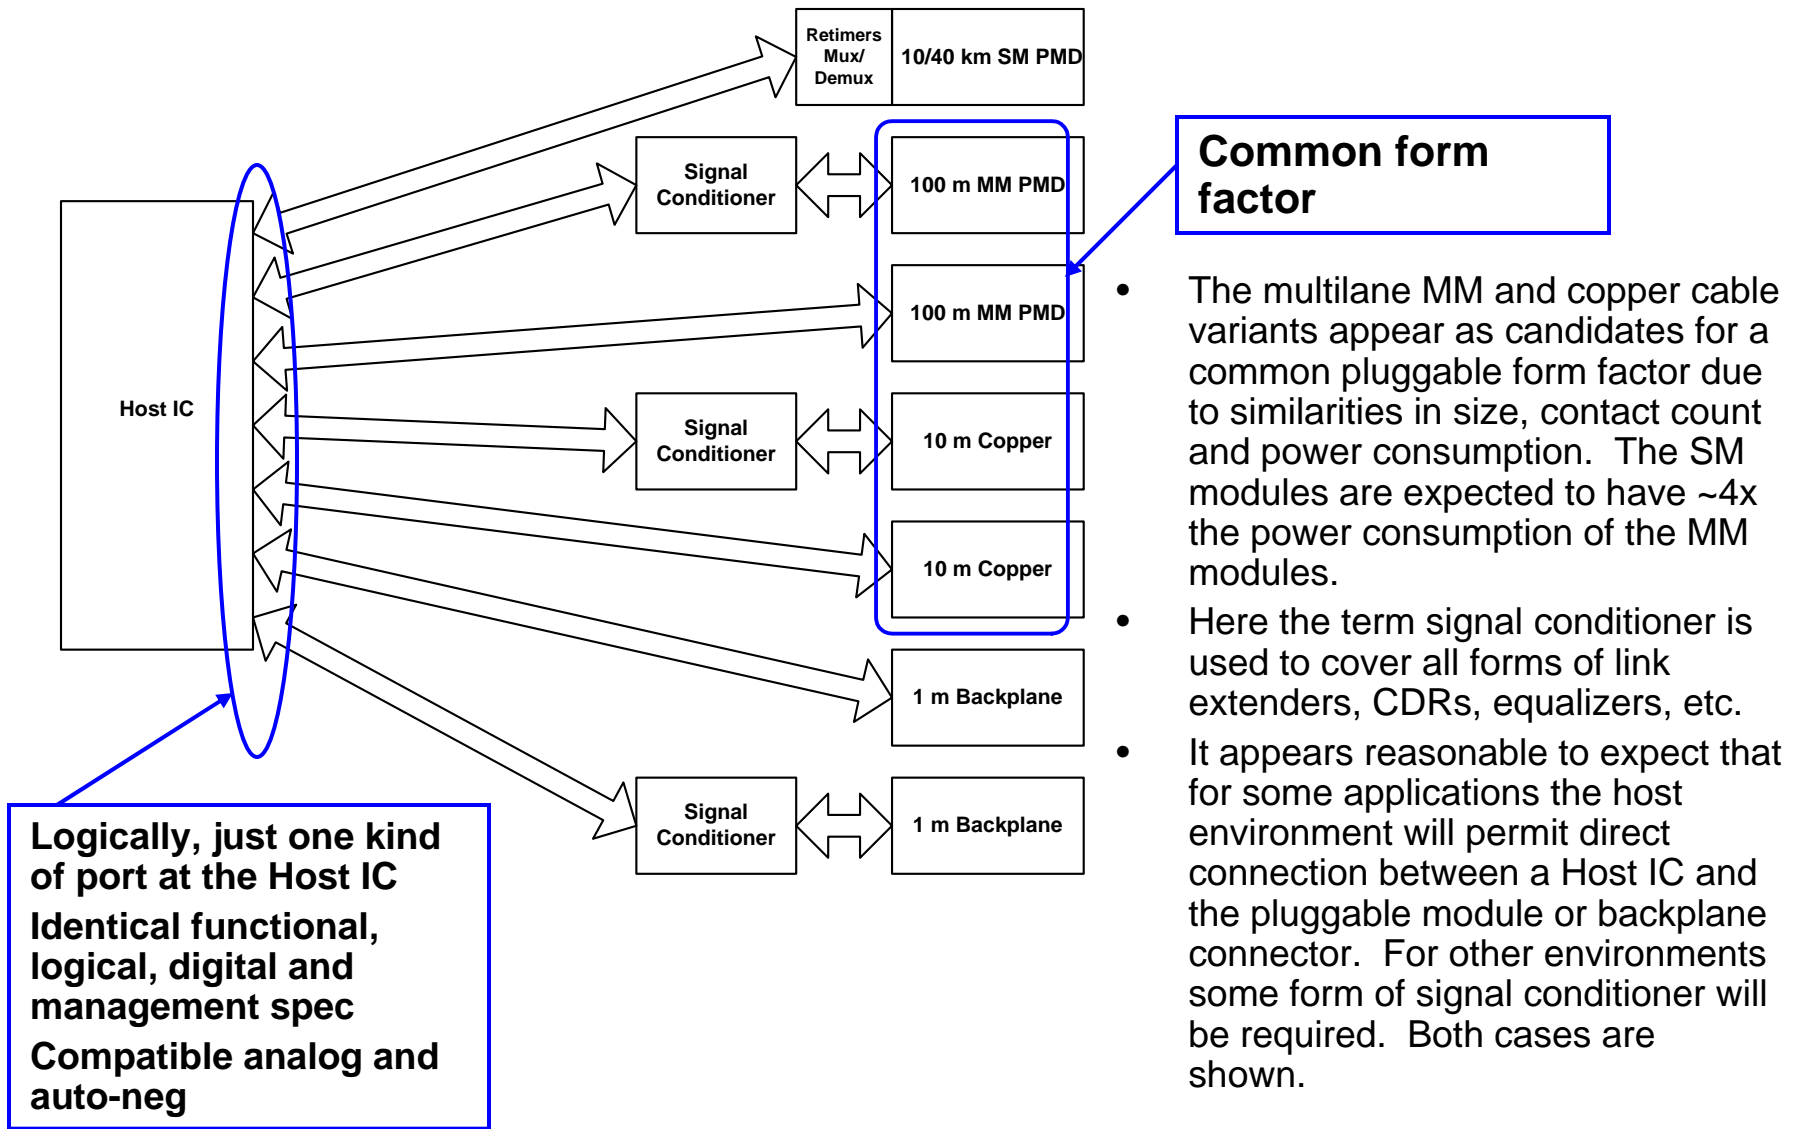 Retimers
Mux/
Demux
10/40 km SM PMD
Signal
Conditioner
100 m MM PMD
100 m MM PMD
Host IC
Signal
Conditioner
10 m Copper
10 m Copper
1 m Backplane
Signal
Conditioner
1 m Backplane
Common form
factor
• The multilane MM and copper cable
variants appear as candidates for a
common pluggable form factor due
to similarities in size, contact count
and power consumption. The SM
modules are expected to have ~4x
the power consumption of the MM
modules.
• Here the term signal conditioner is
used to cover all forms of link
extenders, CDRs, equalizers, etc.
• It appears reasonable to expect that
for some applications the host
environment will permit direct
connection between a Host IC and
the pluggable module or backplane
connector. For other environments
some form of signal conditioner will
be required. Both cases are
shown.
Logically, just one kind
of port at the Host IC
Identical functional,
logical, digital and
management spec
Compatible analog and
auto-neg